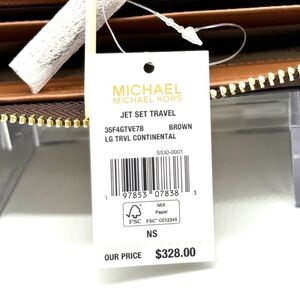 MICHAEL
MICHAEL KORS
JET SET TRAVEL
35F4GTVE7B BROWN
LG TRVL CONTINENTAL
S530-0001
1 97853 07838 3
FSC
MIX
Paper
FSC® C012345
NS
OUR PRICE $328.00